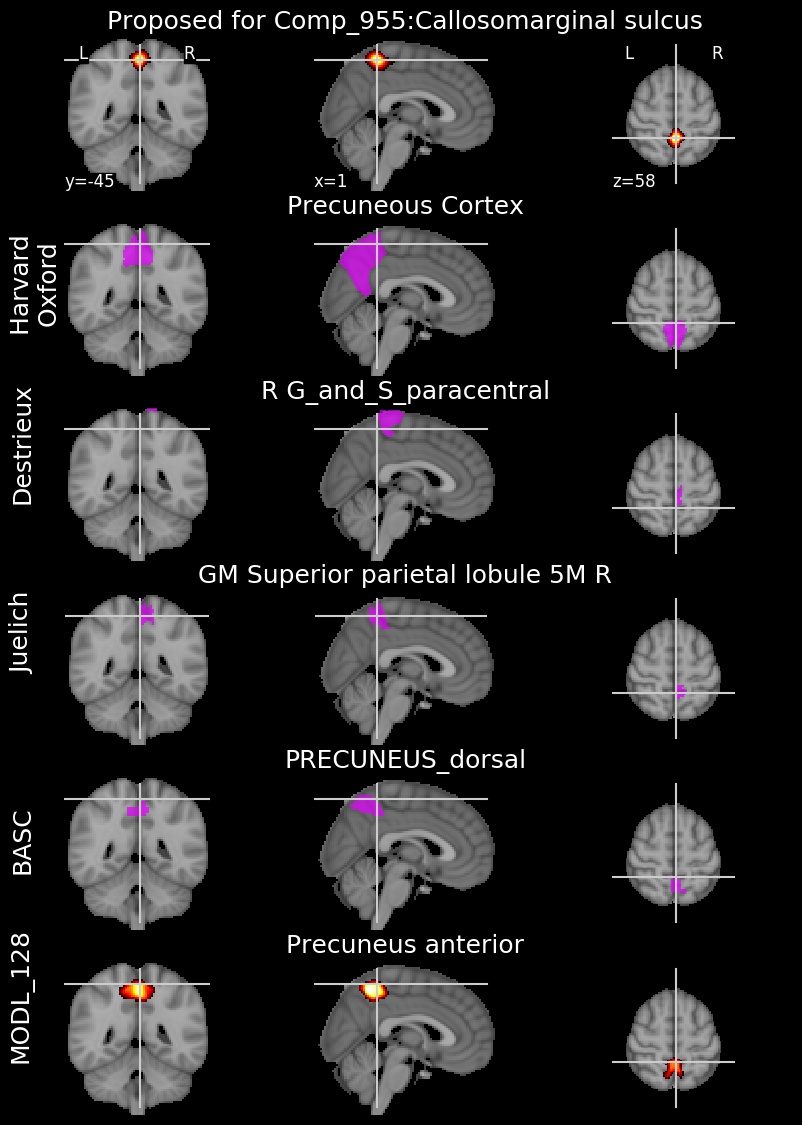 Proposed for Comp_955:Callosomarginal sulcus
L R
L R
y=-45
x=1
z=58
Precuneous Cortex
Harvard
Oxford
R G_and_S_paracentral
Destrieux
GM Superior parietal lobule 5M R
Juelich
PRECUNEUS_dorsal
BASC
Precuneus anterior
MODL_128